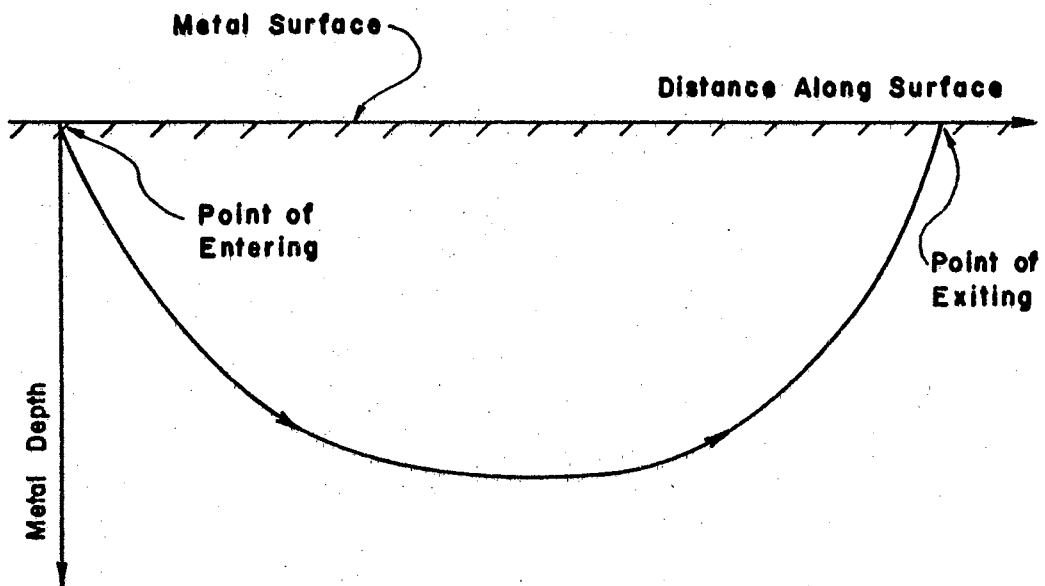 Metal Surface
Distance Along Surface
Point of
Entering
Point of
Exiting
Metal Depth